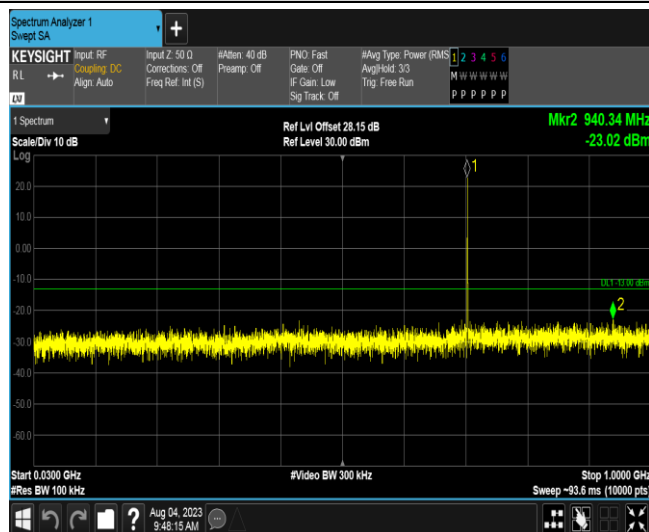 Spectrum Analyzer 1
Swept SA
+
KEYSIGHT
RL
LXI
Input: RF
Coupling: DC
Align: Auto
Input Z: 50 Ω
Corrections: Off
Freq Ref: Int (S)
#Atten: 40 dB
Preamp: Off
PNO: Fast
Gate: Off
IF Gain: Low
Sig Track: Off
#Avg Type: Power (RMS
Avg|Hold: 3/3
Trig: Free Run
1 2 3 4 5 6
M W W W W W
P P P P P P
1 Spectrum
Scale/Div 10 dB
Log
Ref Lvl Offset 28.15 dB
Ref Level 30.00 dBm
Mkr2 940.34 MHz
-23.02 dBm
1
20.0
10.0
0.00
-10.0
DL1 -13.00 dBm
2
-20.0
-30.0
-40.0
-50.0
-60.0
Start 0.0300 GHz
#Res BW 100 kHz
#Video BW 300 kHz
Stop 1.0000 GHz
Sweep ~93.6 ms (10000 pts)
?
Aug 04, 2023
9:48:15 AM